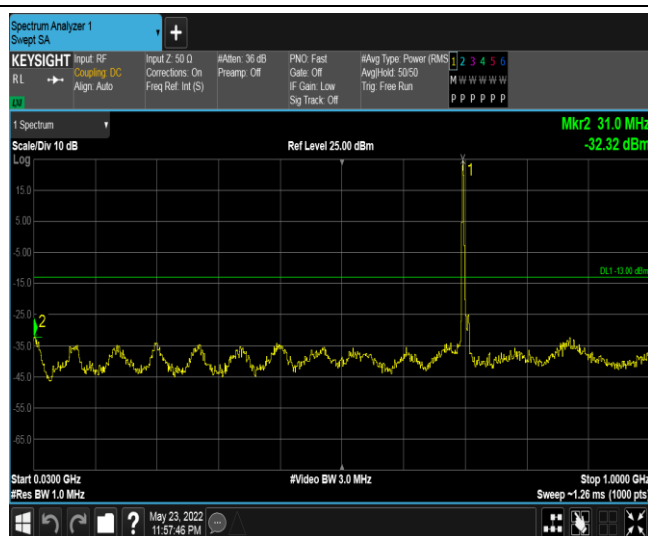 Spectrum Analyzer 1
Swept SA
+
KEYSIGHT
RL
LM
Input: RF
Coupling: DC
Align: Auto
Input Z: 50 Ω
Corrections: On
Freq Ref: Int (S)
#Atten: 36 dB
Preamp: Off
PNO: Fast
Gate: Off
IF Gain: Low
Sig Track: Off
#Avg Type: Power (RMS
Avg|Hold: 50/50
Trig: Free Run
1 2 3 4 5 6
M W W W W W
P P P P P P
1 Spectrum
Mkr2 31.0 MHz
-32.32 dBm
Scale/Div 10 dB
Ref Level 25.00 dBm
Log
1
15.0
5.00
-5.00
DL1 -13.00 dBm
-15.0
-25.0
2
-35.0
-45.0
-55.0
-65.0
Start 0.0300 GHz
#Video BW 3.0 MHz
Stop 1.0000 GHz
#Res BW 1.0 MHz
Sweep ~1.26 ms (1000 pts)
?
May 23, 2022
11:57:46 PM